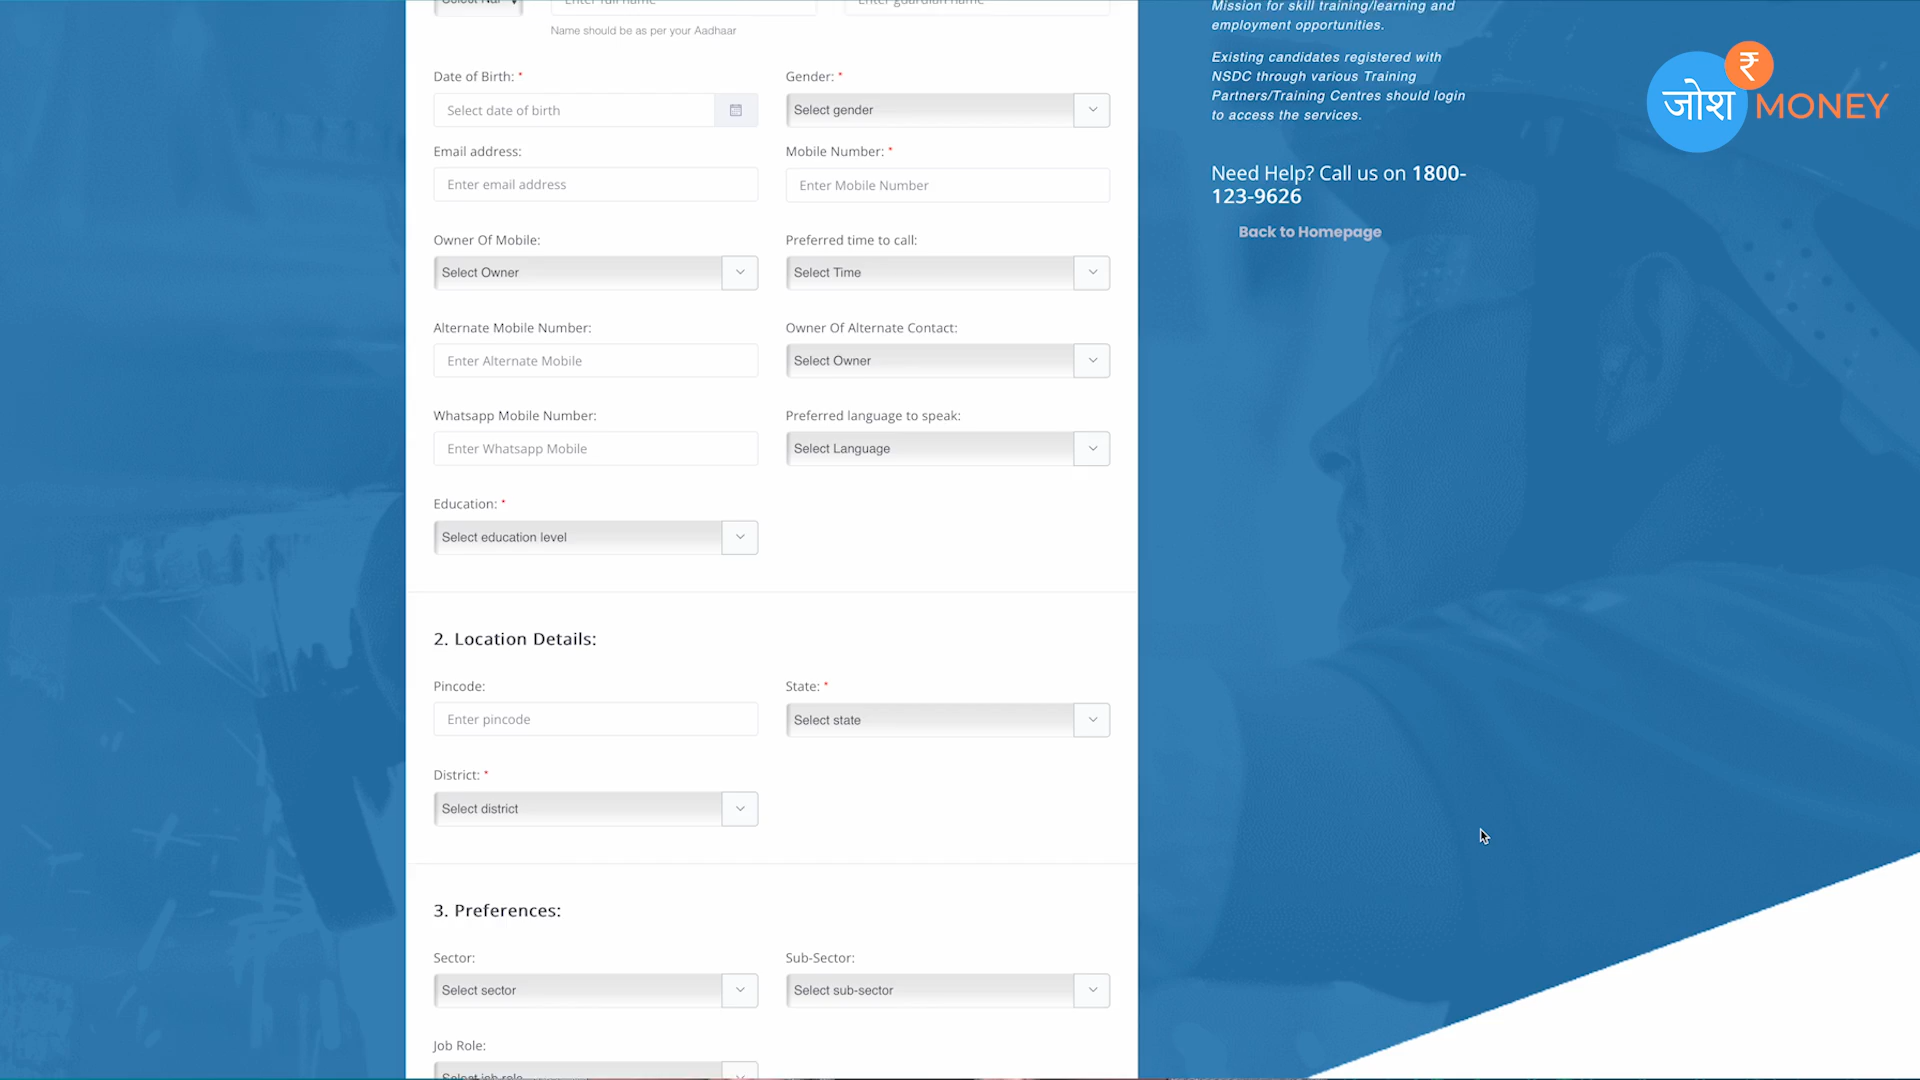 Name should be as per your Aadhaar
Date of Birth: *
Gender: *
Select date of birth
Select gender
Email address:
Mobile Number: *
Enter email address
Enter Mobile Number
Owner Of Mobile:
Preferred time to call:
Select Owner
Select Time
Alternate Mobile Number:
Owner Of Alternate Contact:
Enter Alternate Mobile
Select Owner
Whatsapp Mobile Number:
Preferred language to speak:
Enter Whatsapp Mobile
Select Language
Education: *
Select education level
2. Location Details:
Pincode:
State: *
Enter pincode
Select state
District: *
Select district
3. Preferences:
Sector:
Sub-Sector:
Select sector
Select sub-sector
Job Role:
Select job role
Mission for skill training/learning and
employment opportunities.
Existing candidates registered with
NSDC through various Training
Partners/Training Centres should login
to access the services.
Need Help? Call us on 1800-
123-9626
Back to Homepage
₹
जोश MONEY